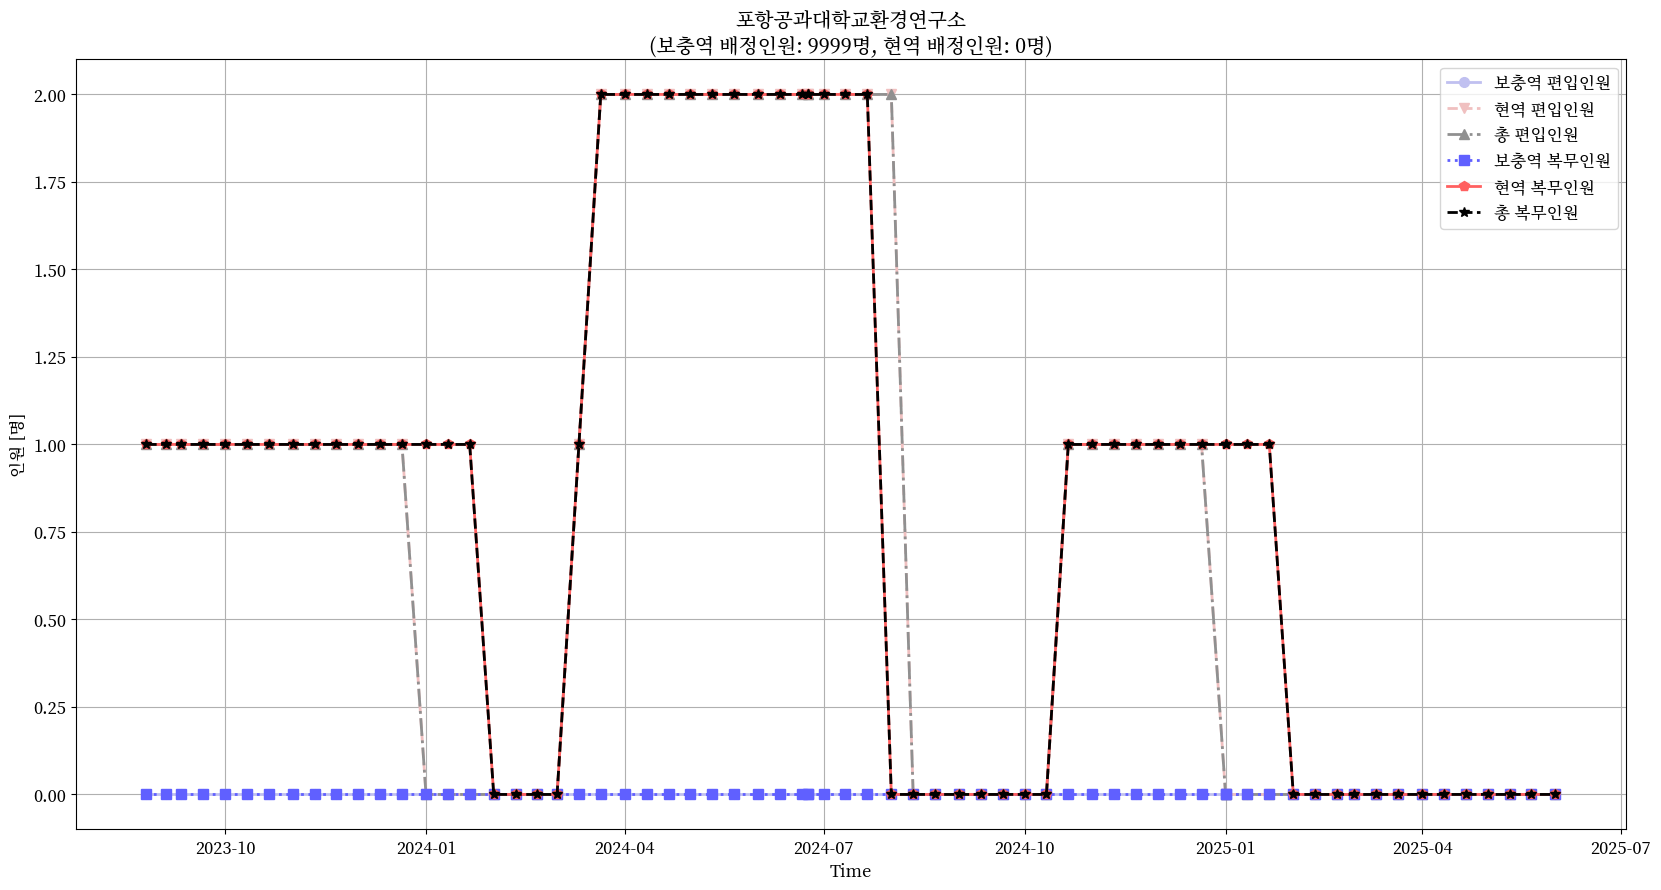 포항공과대학교환경연구소
(보충역 배정인원: 9999명, 현역 배정인원: 0명)
보충역 편입인원
현역 편입인원
총 편입인원
보충역 복무인원
현역 복무인원
총 복무인원
인원 [명]
2.00
1.75
1.50
1.25
1.00
0.75
0.50
0.25
0.00
2023-10
2024-01
2024-04
2024-07
2024-10
2025-01
2025-04
2025-07
Time